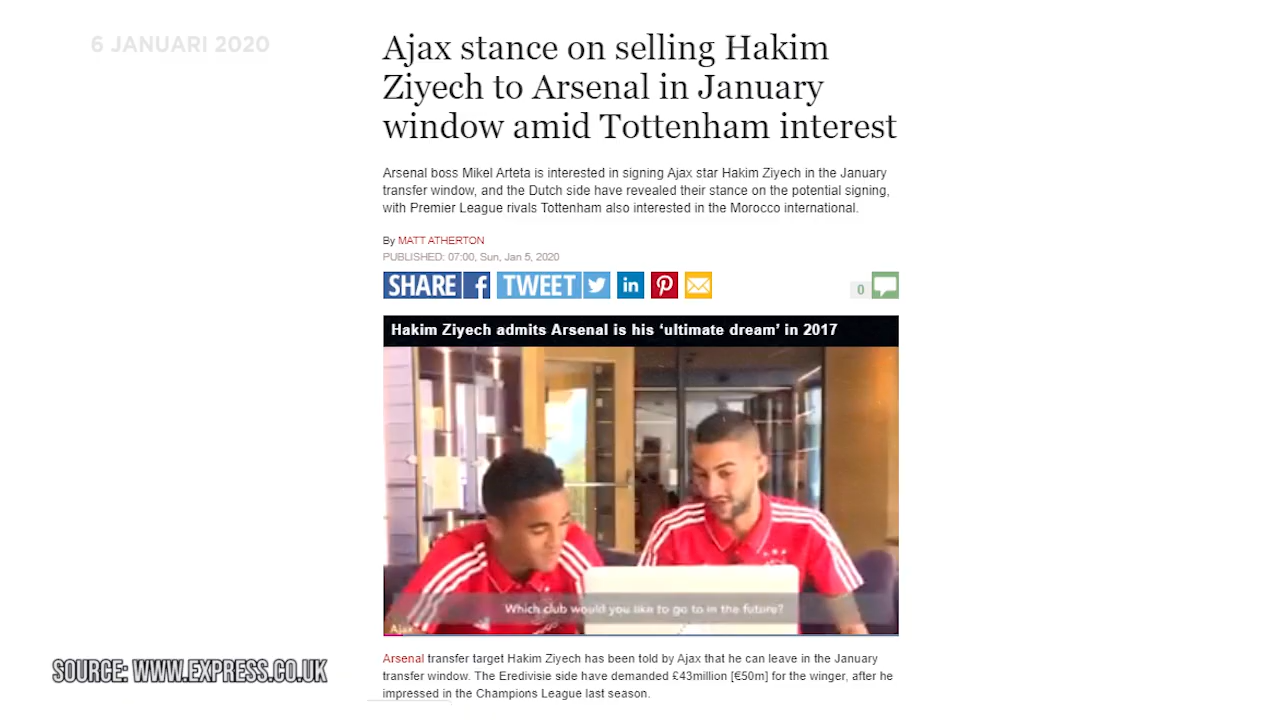 6 JANUARI 2020
Ajax stance on selling Hakim
Ziyech to Arsenal in January
window amid Tottenham interest
Arsenal boss Mikel Arteta is interested in signing Ajax star Hakim Ziyech in the January
transfer window, and the Dutch side have revealed their stance on the potential signing,
with Premier League rivals Tottenham also interested in the Morocco international.
By MATT ATHERTON
PUBLISHED: 07:00, Sun, Jan 5, 2020
SHARE f TWEET in 0
Hakim Ziyech admits Arsenal is his ‘ultimate dream’ in 2017
Which club would you like to go to in the future?
Ajax
Arsenal transfer target Hakim Ziyech has been told by Ajax that he can leave in the January
transfer window. The Eredivisie side have demanded £43million [€50m] for the winger, after he
impressed in the Champions League last season.
SOURCE: WWW.EXPRESS.CO.UK